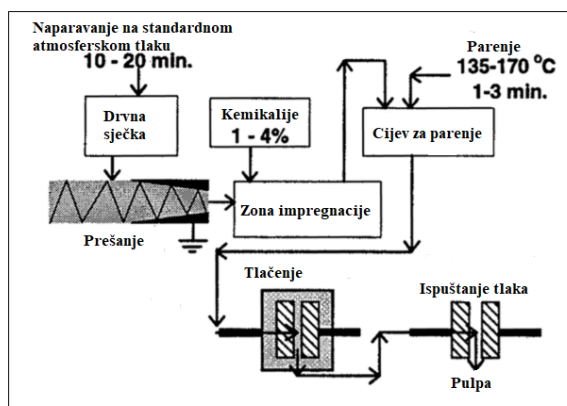 Naparavanje na standardnom
atmosferskom tlaku
10 - 20 min.
Parenje
135-170 °C
1-3 min.
Drvna
sječka
Kemikalije
1 - 4%
Cijev za parenje
Zona impregnacije
Prešanje
Tlačenje
Ispuštanje tlaka
Pulpa